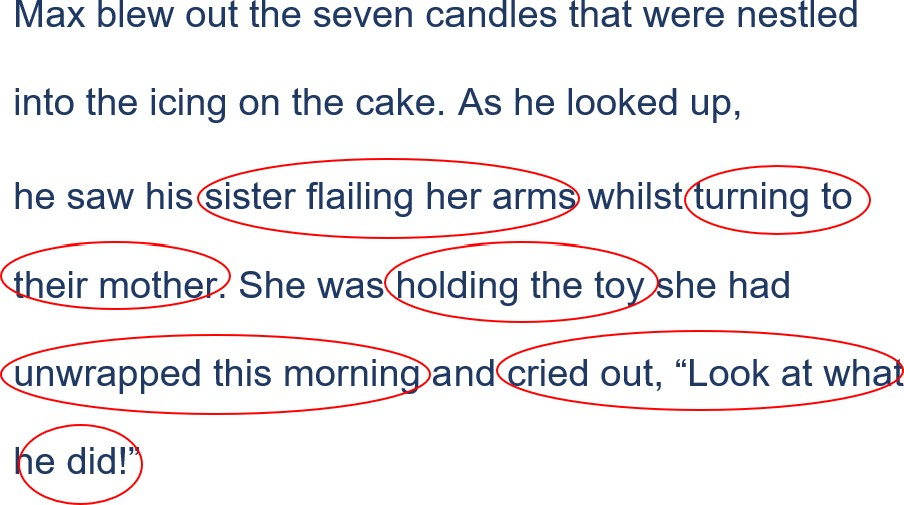 Max blew out the seven candles that were nestled
into the icing on the cake. As he looked up,
he saw his sister flailing her arms whilst turning to
their mother. She was holding the toy she had
unwrapped this morning and cried out, “Look at what
he did!”